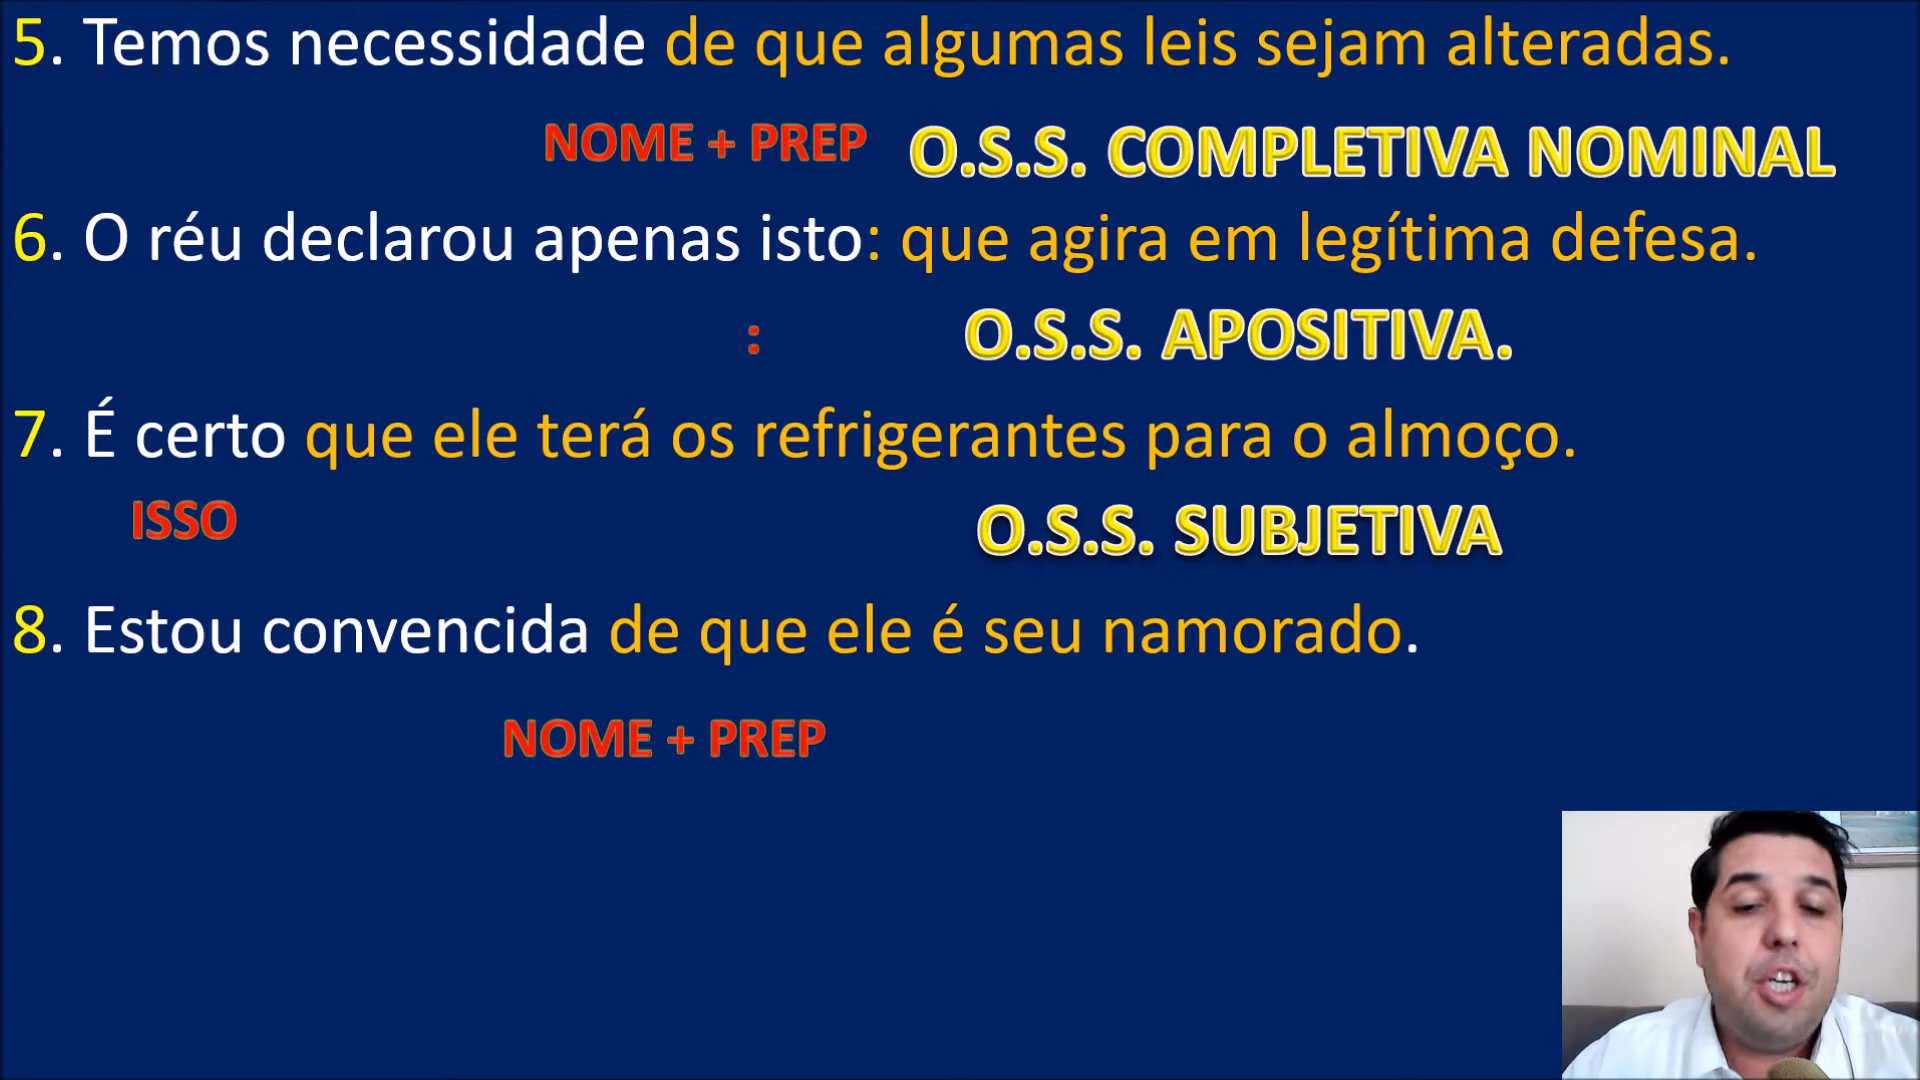 5. Temos necessidade de que algumas leis sejam alteradas.
NOME + PREP O.S.S. COMPLETIVA NOMINAL
6. O réu declarou apenas isto: que agira em legítima defesa.
: O.S.S. APOSITIVA.
7. É certo que ele terá os refrigerantes para o almoço.
ISSO O.S.S. SUBJETIVA
8. Estou convencida de que ele é seu namorado.
NOME + PREP